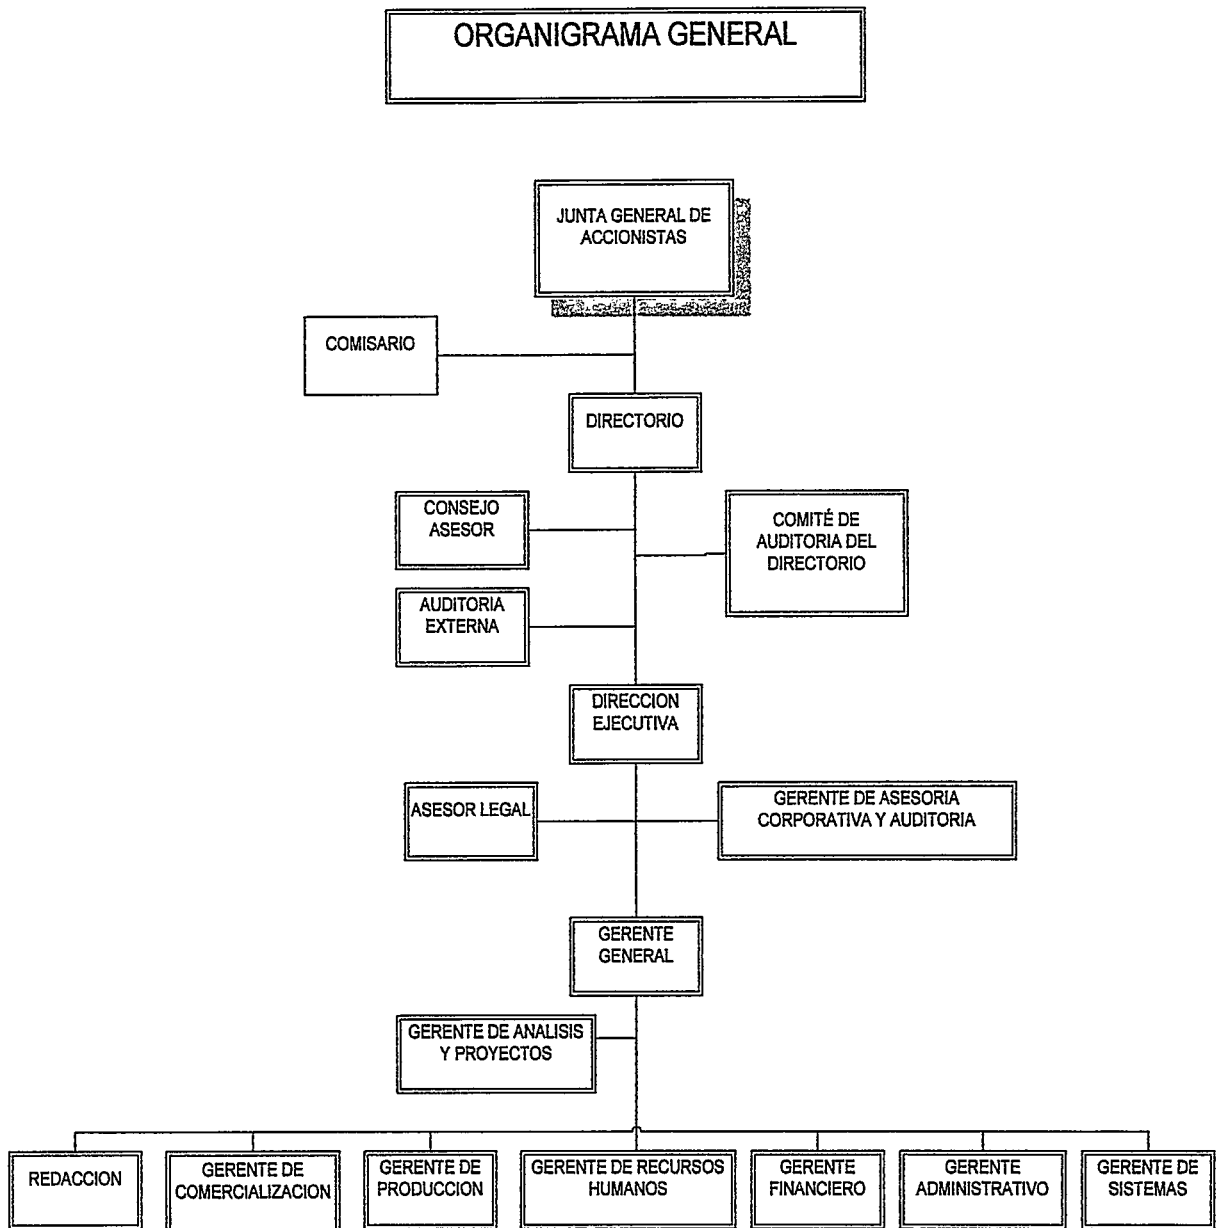 ORGANIGRAMA GENERAL
JUNTA GENERAL DE
ACCIONISTAS
COMISARIO
DIRECTORIO
CONSEJO
ASESOR
COMITÉ DE
AUDITORIA DEL
DIRECTORIO
AUDITORIA
EXTERNA
DIRECCION
EJECUTIVA
ASESOR LEGAL
GERENTE DE ASESORIA
CORPORATIVA Y AUDITORIA
GERENTE
GENERAL
GERENTE DE ANALISIS
Y PROYECTOS
REDACCION
GERENTE DE
COMERCIALIZACION
GERENTE DE
PRODUCCION
GERENTE DE RECURSOS
HUMANOS
GERENTE
FINANCIERO
GERENTE
ADMINISTRATIVO
GERENTE DE
SISTEMAS